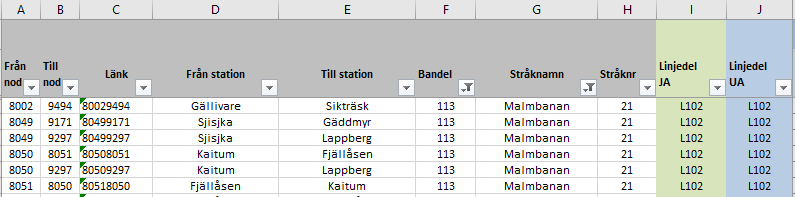 A B C D E F G H I J
Från nod Till nod Länk Från station Till station Bandel Stråknamn Stråknr Linjedel JA Linjedel UA
8002 9494 80029494 Gällivare Sikträsk 113 Malmbanan 21 L102 L102
8049 9171 80499171 Sjisjka Gäddmyr 113 Malmbanan 21 L102 L102
8049 9297 80499297 Sjisjka Lappberg 113 Malmbanan 21 L102 L102
8050 8051 80508051 Kaitum Fjällåsen 113 Malmbanan 21 L102 L102
8050 9297 80509297 Kaitum Lappberg 113 Malmbanan 21 L102 L102
8051 8050 80518050 Fjällåsen Kaitum 113 Malmbanan 21 L102 L102